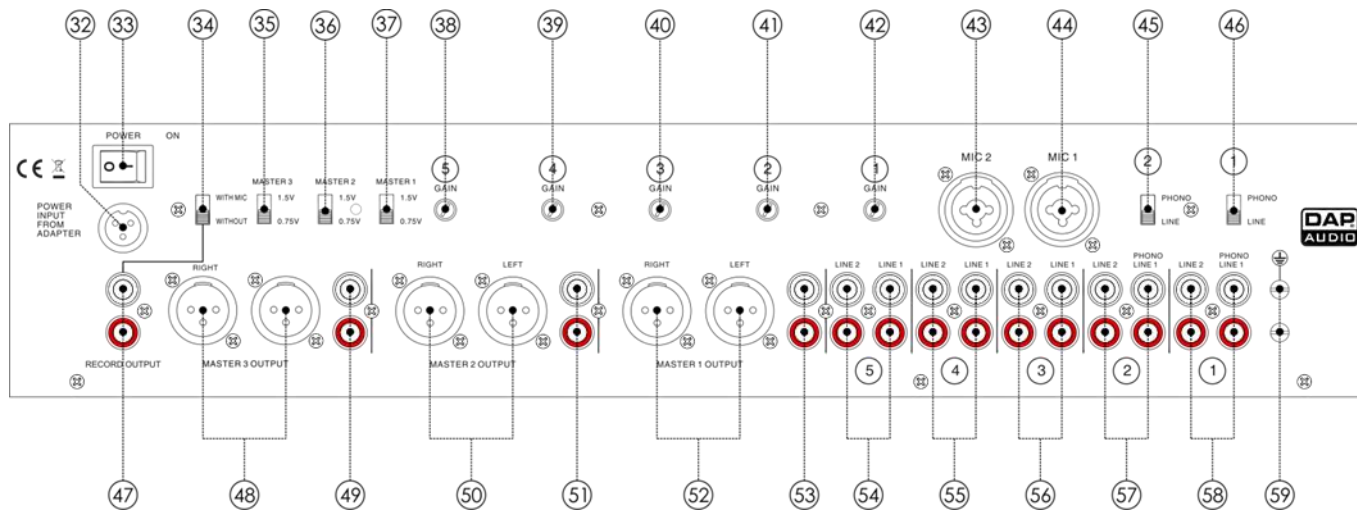 32 33 34 35 36 37 38 39 40 41 42 43 44 45 46
POWER ON
CE
POWER
INPUT
FROM
ADAPTER
WITH MIC
WITHOUT
MASTER 3
1.5V
0.75V
MASTER 2
1.5V
0.75V
MASTER 1
1.5V
0.75V
5
GAIN
4
GAIN
3
GAIN
2
GAIN
1
GAIN
MIC 2
MIC 1
2
PHONO
LINE
1
PHONO
LINE
DAP
AUDIO
RIGHT
RIGHT
LEFT
RIGHT
LEFT
LINE 2
LINE 1
LINE 2
LINE 1
LINE 2
LINE 1
LINE 2
PHONO
LINE 1
LINE 2
PHONO
LINE 1
RECORD OUTPUT
MASTER 3 OUTPUT
MASTER 2 OUTPUT
MASTER 1 OUTPUT
5
4
3
2
1
47 48 49 50 51 52 53 54 55 56 57 58 59